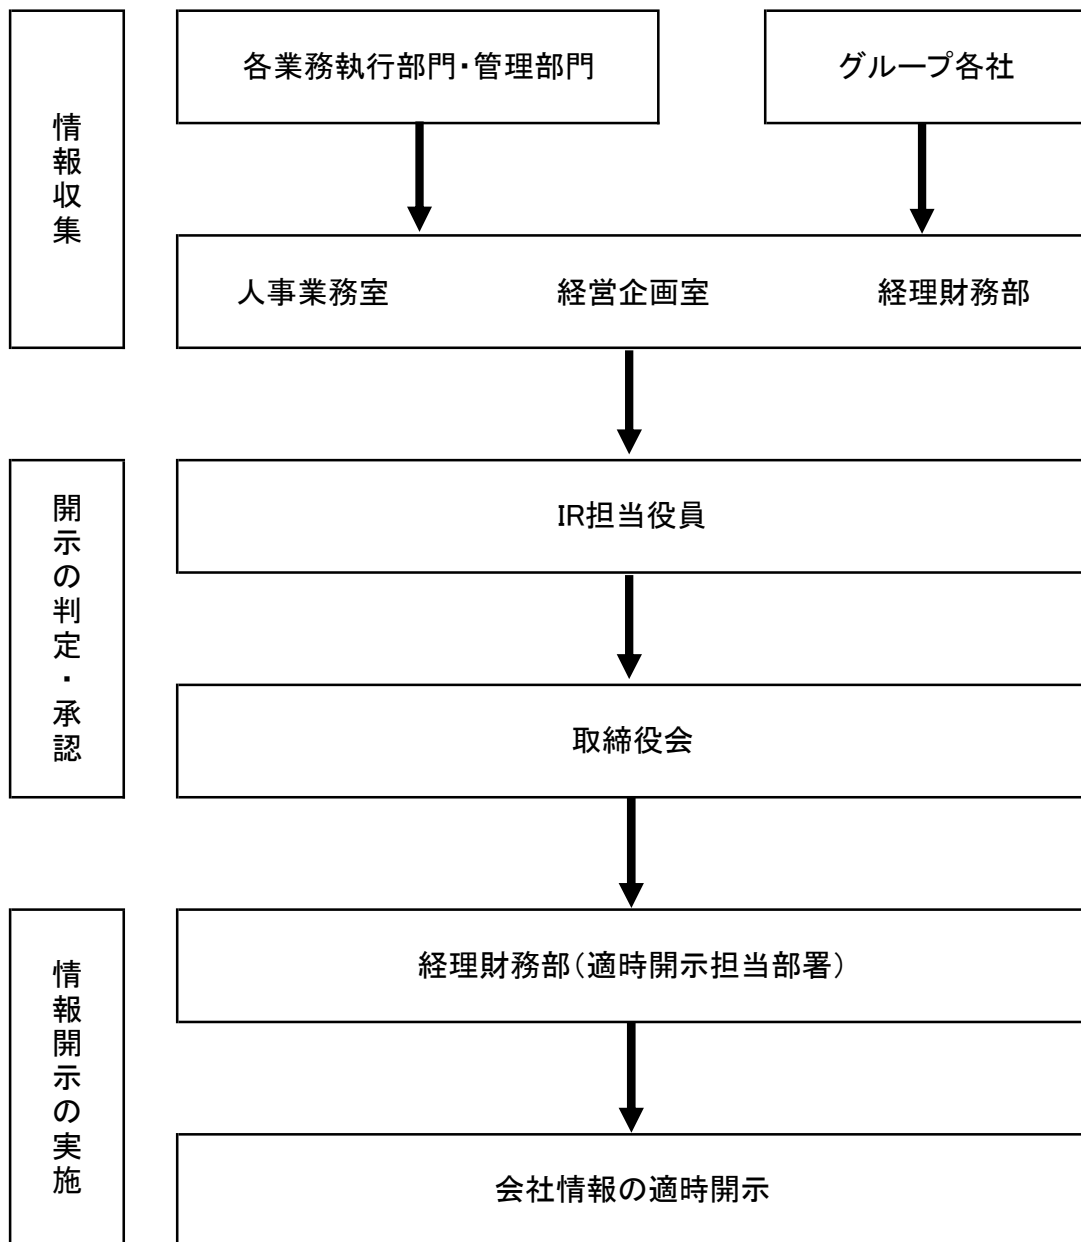 情報収集
各業務執行部門・管理部門
グループ各社
人事業務室
経営企画室
経理財務部
開示の判定・承認
IR担当役員
取締役会
情報開示の実施
経理財務部（適時開示担当部署）
会社情報の適時開示